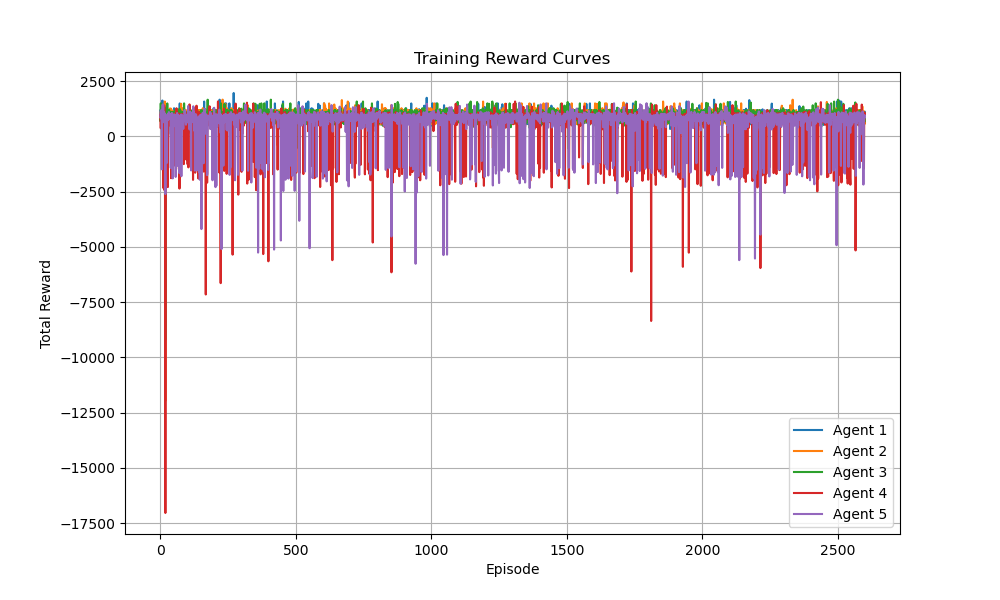 Training Reward Curves
Total Reward
2500
0
−2500
−5000
−7500
−10000
−12500
−15000
−17500
0 500 1000 1500 2000 2500
Episode
Agent 1
Agent 2
Agent 3
Agent 4
Agent 5